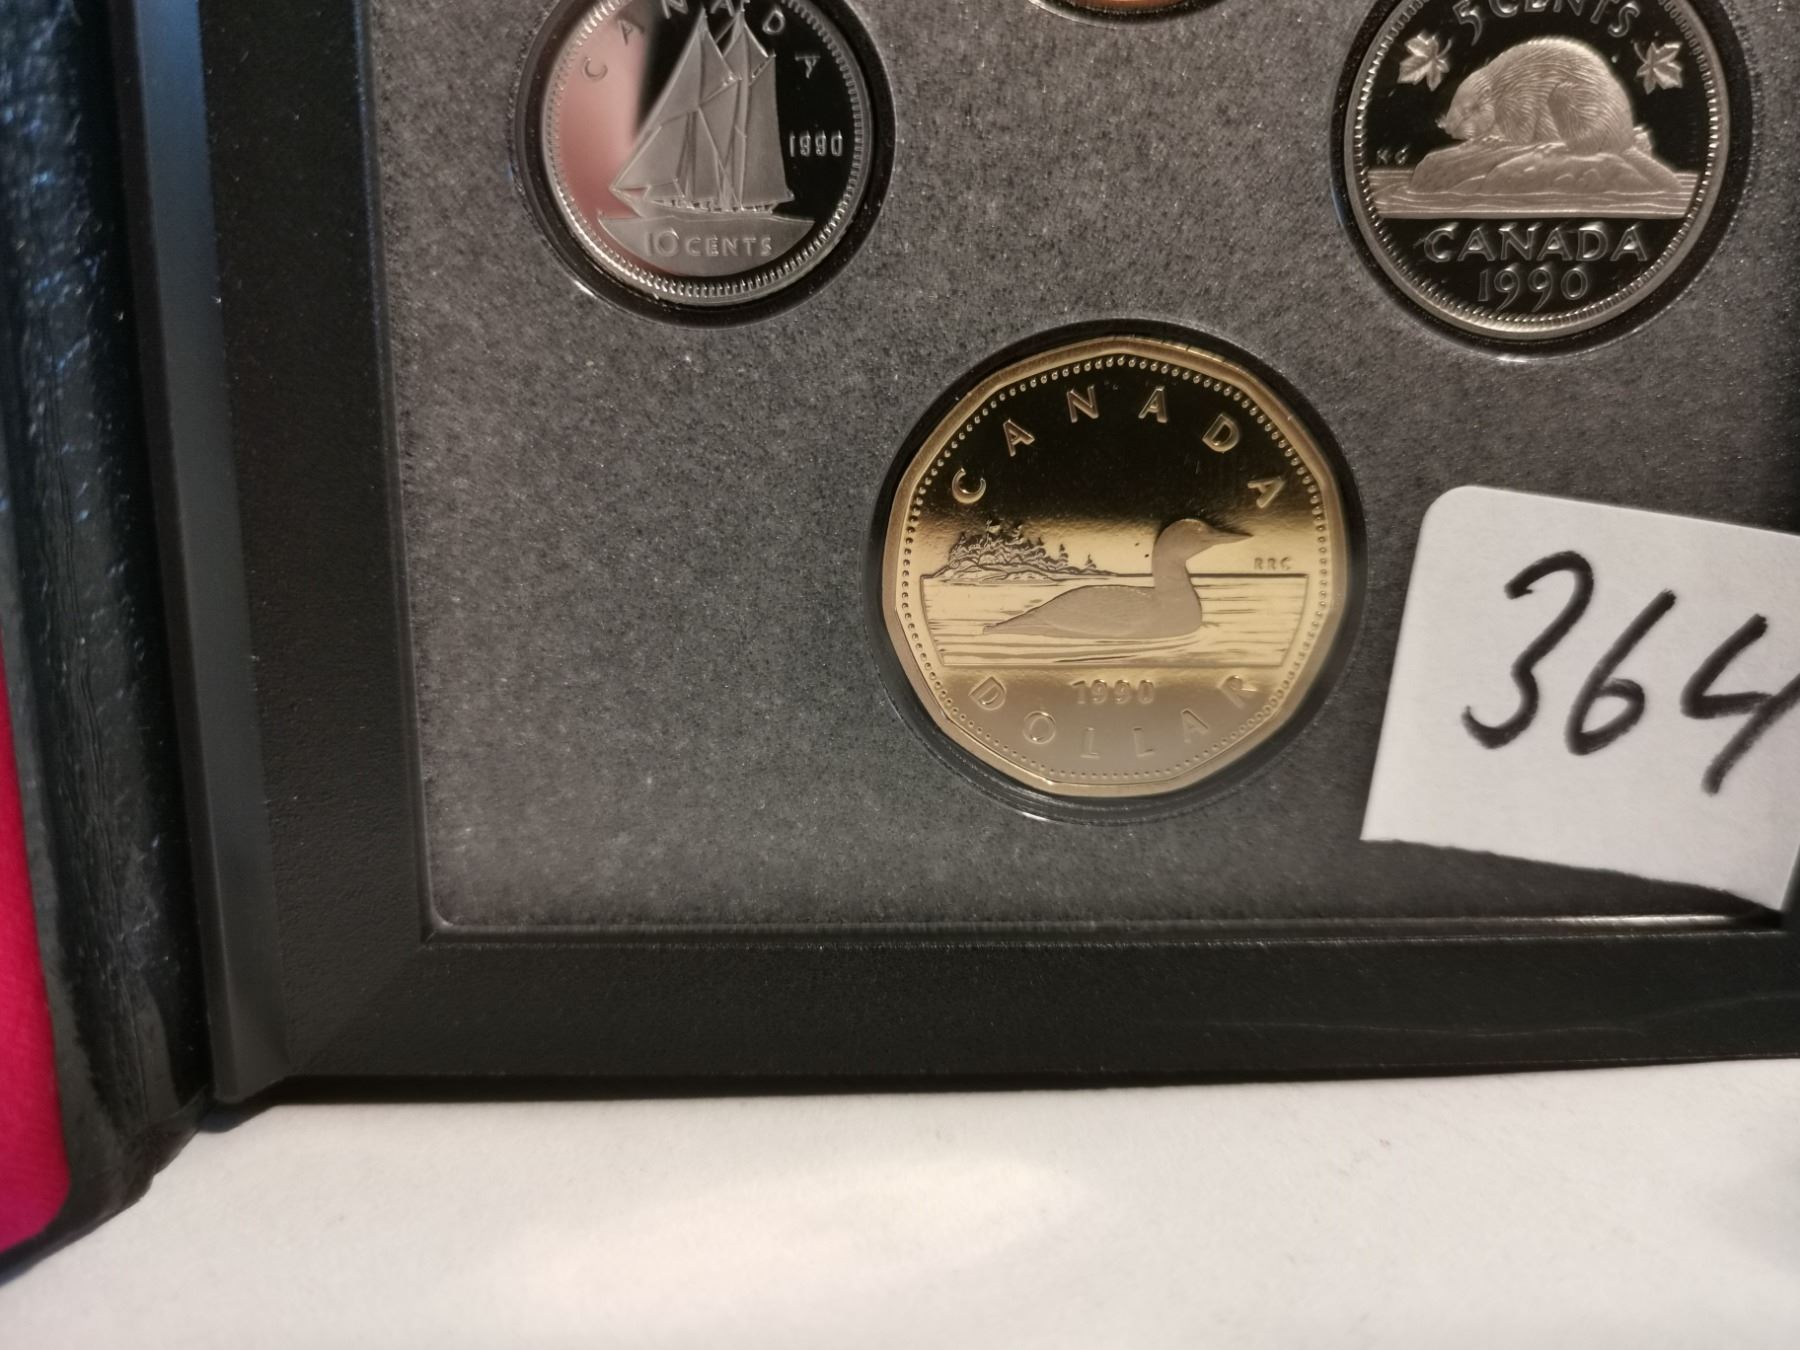 CANADA
1990
10 CENTS
5 CENTS
KG
CANADA
1990
CANADA
RRC
1990
DOLLAR
364